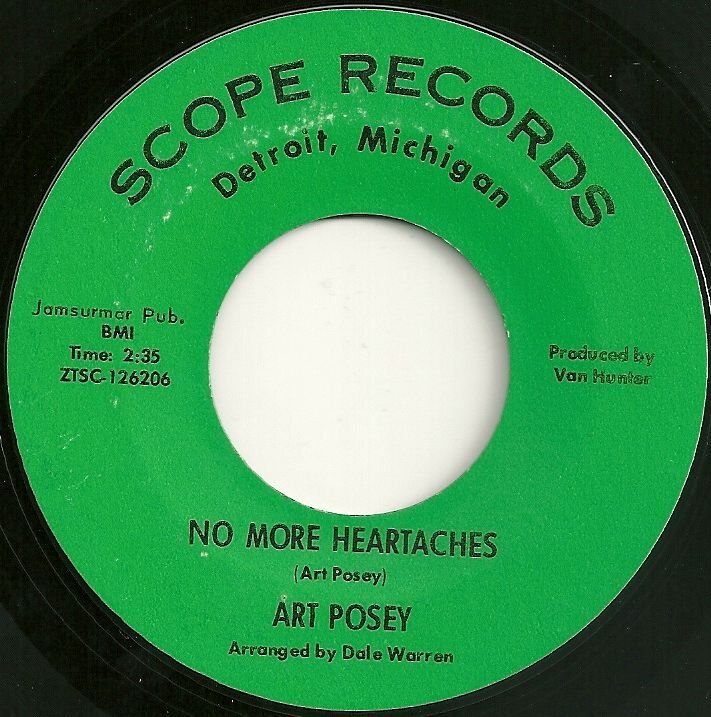 SCOPE RECORDS
Detroit, Michigan
Jamsurmar Pub.
BMI
Time: 2:35
ZTSC-126206
Produced by
Van Hunter
NO MORE HEARTACHES
(Art Posey)
ART POSEY
Arranged by Dale Warren